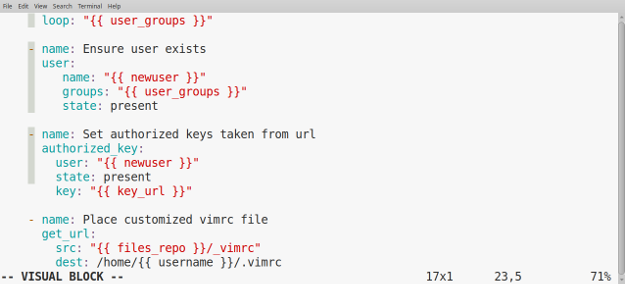 File Edit View Search Terminal Help
loop: "{{ user_groups }}"
- name: Ensure user exists
user:
name: "{{ newuser }}"
groups: "{{ user_groups }}"
state: present
- name: Set authorized keys taken from url
authorized_key:
user: "{{ newuser }}"
state: present
key: "{{ key_url }}"
- name: Place customized vimrc file
get_url:
src: "{{ files_repo }}/_vimrc"
dest: /home/{{ username }}/.vimrc
-- VISUAL BLOCK -- 17x1 23,5 71%